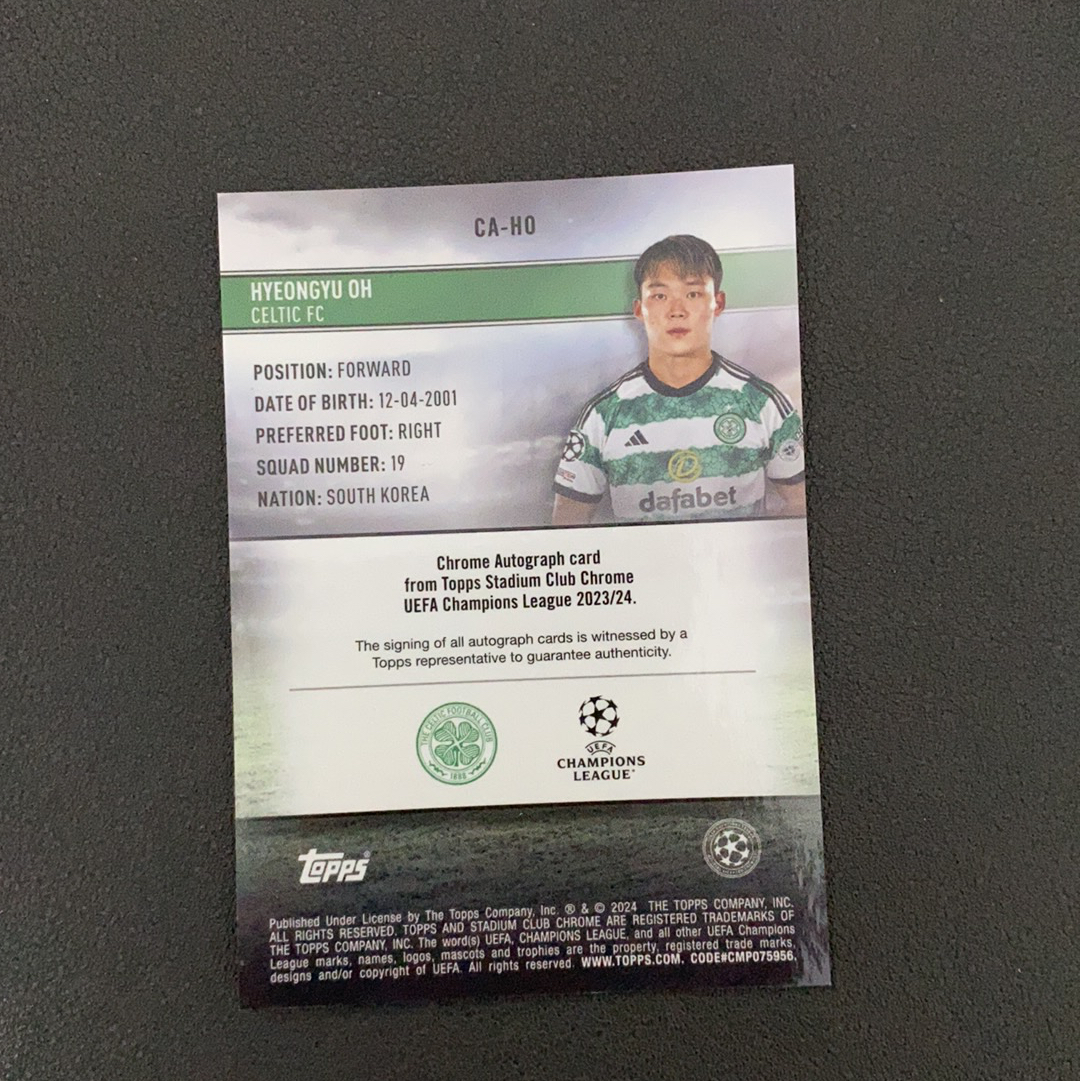 CA-HO
HYEONGYU OH
CELTIC FC
POSITION: FORWARD
DATE OF BIRTH: 12-04-2001
PREFERRED FOOT: RIGHT
SQUAD NUMBER: 19
NATION: SOUTH KOREA
dafabet
Chrome Autograph card
from Topps Stadium Club Chrome
UEFA Champions League 2023/24.
The signing of all autograph cards is witnessed by a
Topps representative to guarantee authenticity.
THE CELTIC FOOTBALL CLUB
1888
UEFA
CHAMPIONS
LEAGUE
topps®
Published Under License by The Topps Company, Inc. ® & © 2024 THE TOPPS COMPANY, INC.
ALL RIGHTS RESERVED. TOPPS AND STADIUM CLUB CHROME ARE REGISTERED TRADEMARKS OF
THE TOPPS COMPANY, INC. The word(s) UEFA, CHAMPIONS LEAGUE, and all other UEFA Champions
League marks, names, logos, mascots and trophies are the property, registered trade marks,
designs and/or copyright of UEFA. All rights reserved. WWW.TOPPS.COM. CODE#CMP075956.